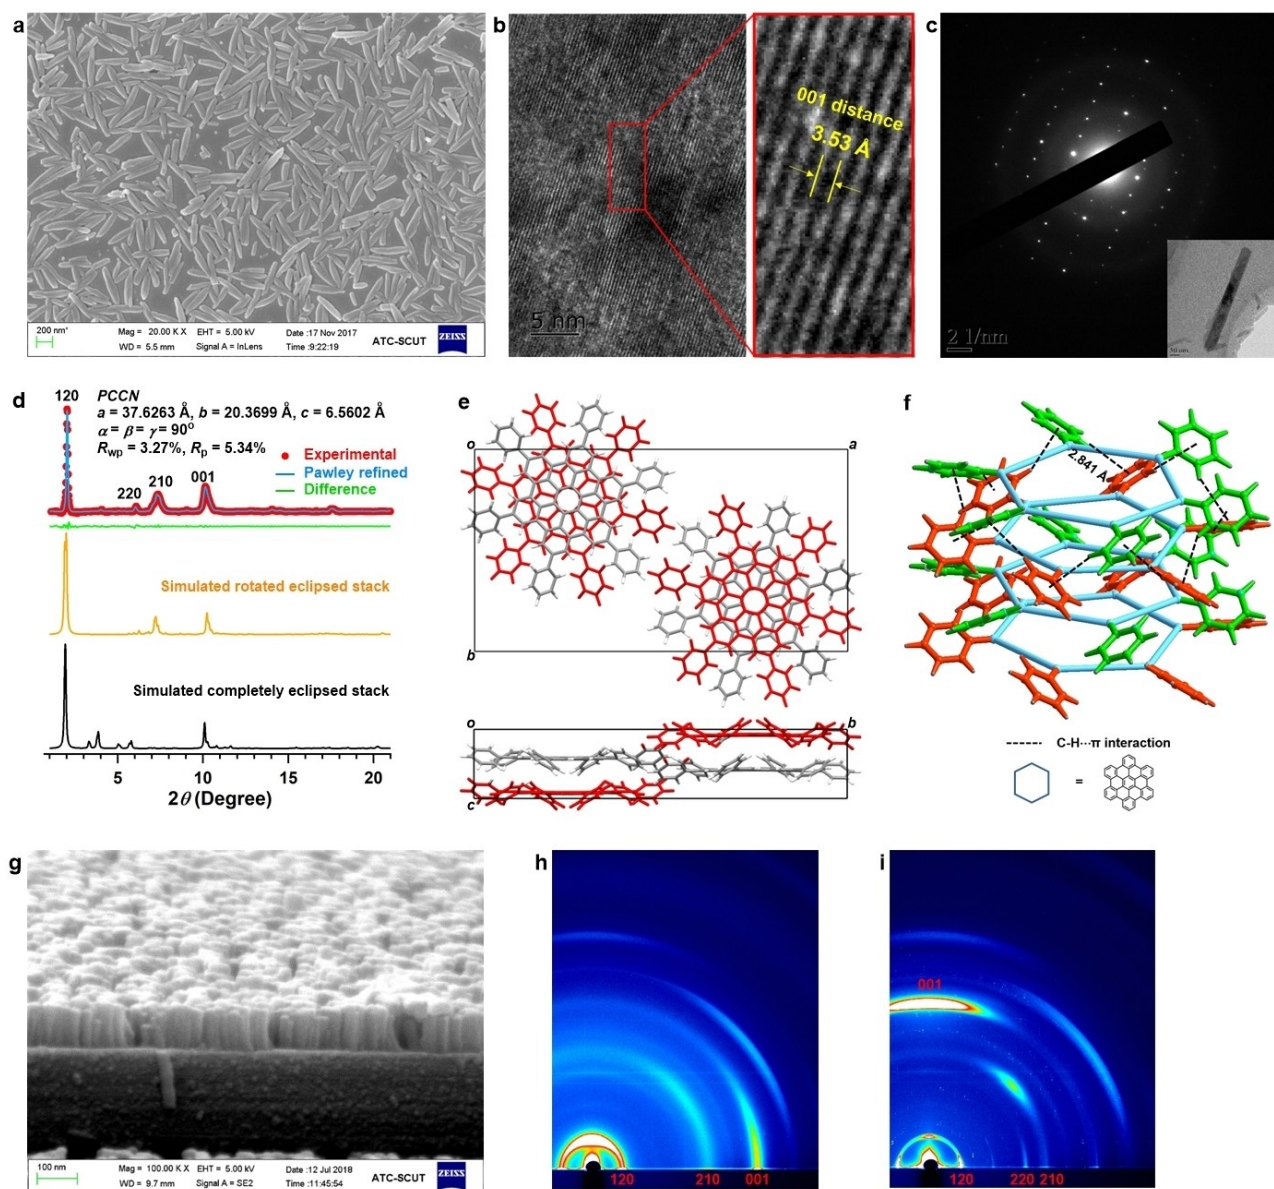 a
200 nm
Mag = 20.00 K X
EHT = 5.00 kV
Date :17 Nov 2017
WD = 5.5 mm
Signal A = InLens
Time :9:22:19
ATC-SCUT
ZEISS
b
5 nm
001 distance
3.53 Å
c
2 1/nm
d
120
PCCN
a = 37.6263 Å, b = 20.3699 Å, c = 6.5602 Å
α = β = γ = 90°
Rwp = 3.27%, Rp = 5.34%
Experimental
Pawley refined
Difference
220
210
001
Simulated rotated eclipsed stack
Simulated completely eclipsed stack
5
10
15
20
2θ (Degree)
e
o
a
b
o
b
c
f
2.841 Å
C-H···π interaction
=
g
100 nm
Mag = 100.00 K X
EHT = 5.00 kV
Date :12 Jul 2018
WD = 9.7 mm
Signal A = SE2
Time :11:45:54
ATC-SCUT
ZEISS
h
120
210
001
i
001
120
220 210